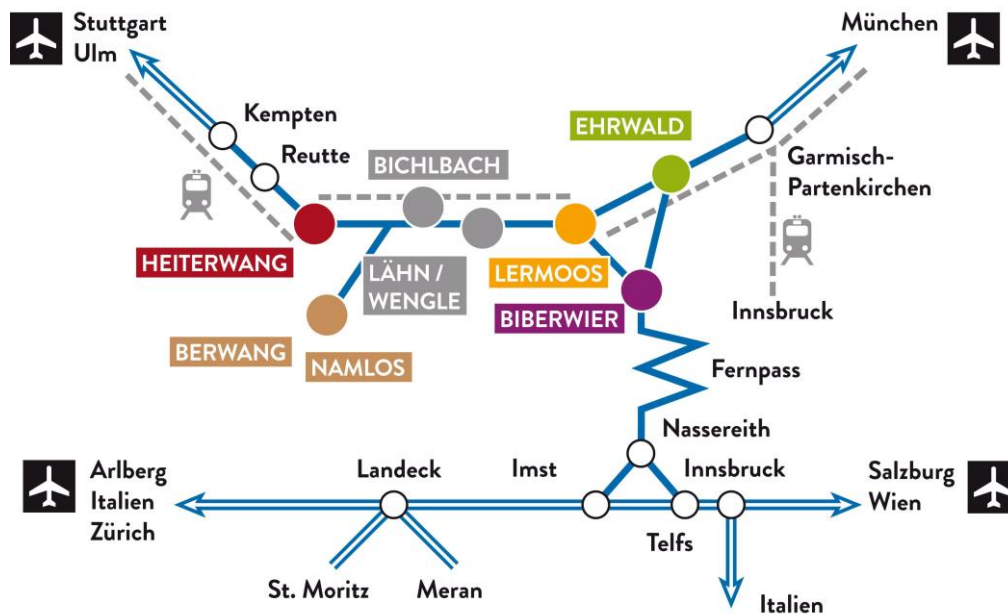 Stuttgart
Ulm
München
Kempten
EHRWALD
Reutte
BICHLBACH
Garmisch-
Partenkirchen
HEITERWANG
LÄHN /
WENGLE
LERMOOS
BIBERWIER
Innsbruck
BERWANG
NAMLOS
Fernpass
Nassereith
Arlberg
Italien
Zürich
Landeck
Imst
Innsbruck
Salzburg
Wien
Telfs
St. Moritz
Meran
Italien